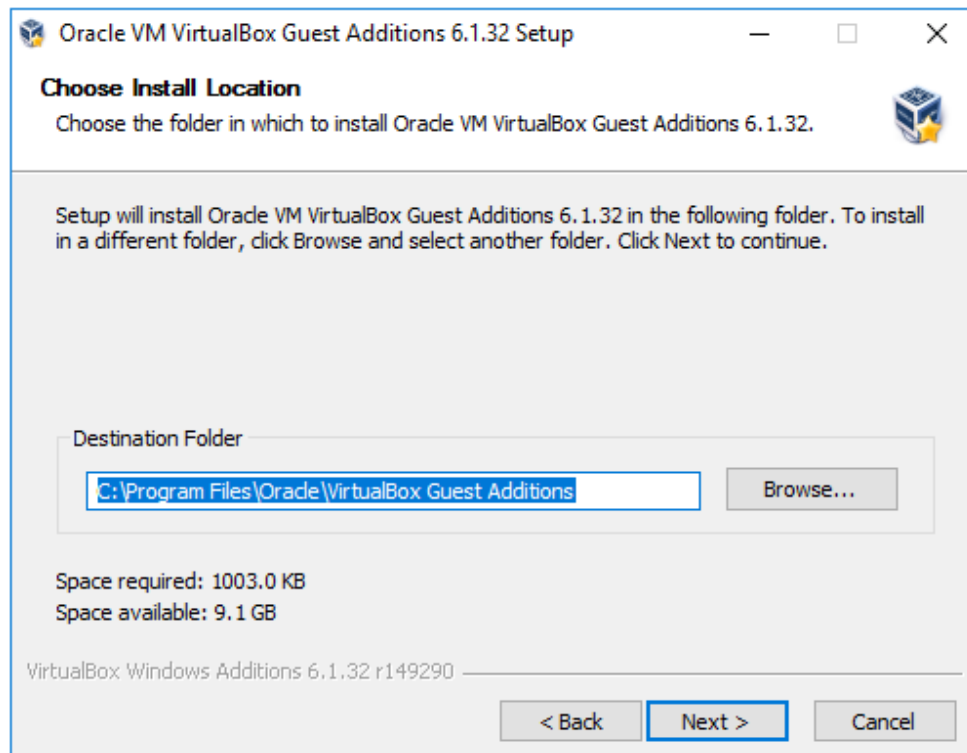 Oracle VM VirtualBox Guest Additions 6.1.32 Setup
Choose Install Location
Choose the folder in which to install Oracle VM VirtualBox Guest Additions 6.1.32.
Setup will install Oracle VM VirtualBox Guest Additions 6.1.32 in the following folder. To install
in a different folder, click Browse and select another folder. Click Next to continue.
Destination Folder
C:\Program Files\Oracle\VirtualBox Guest Additions
Browse...
Space required: 1003.0 KB
Space available: 9.1 GB
VirtualBox Windows Additions 6.1.32 r149290
< Back
Next >
Cancel